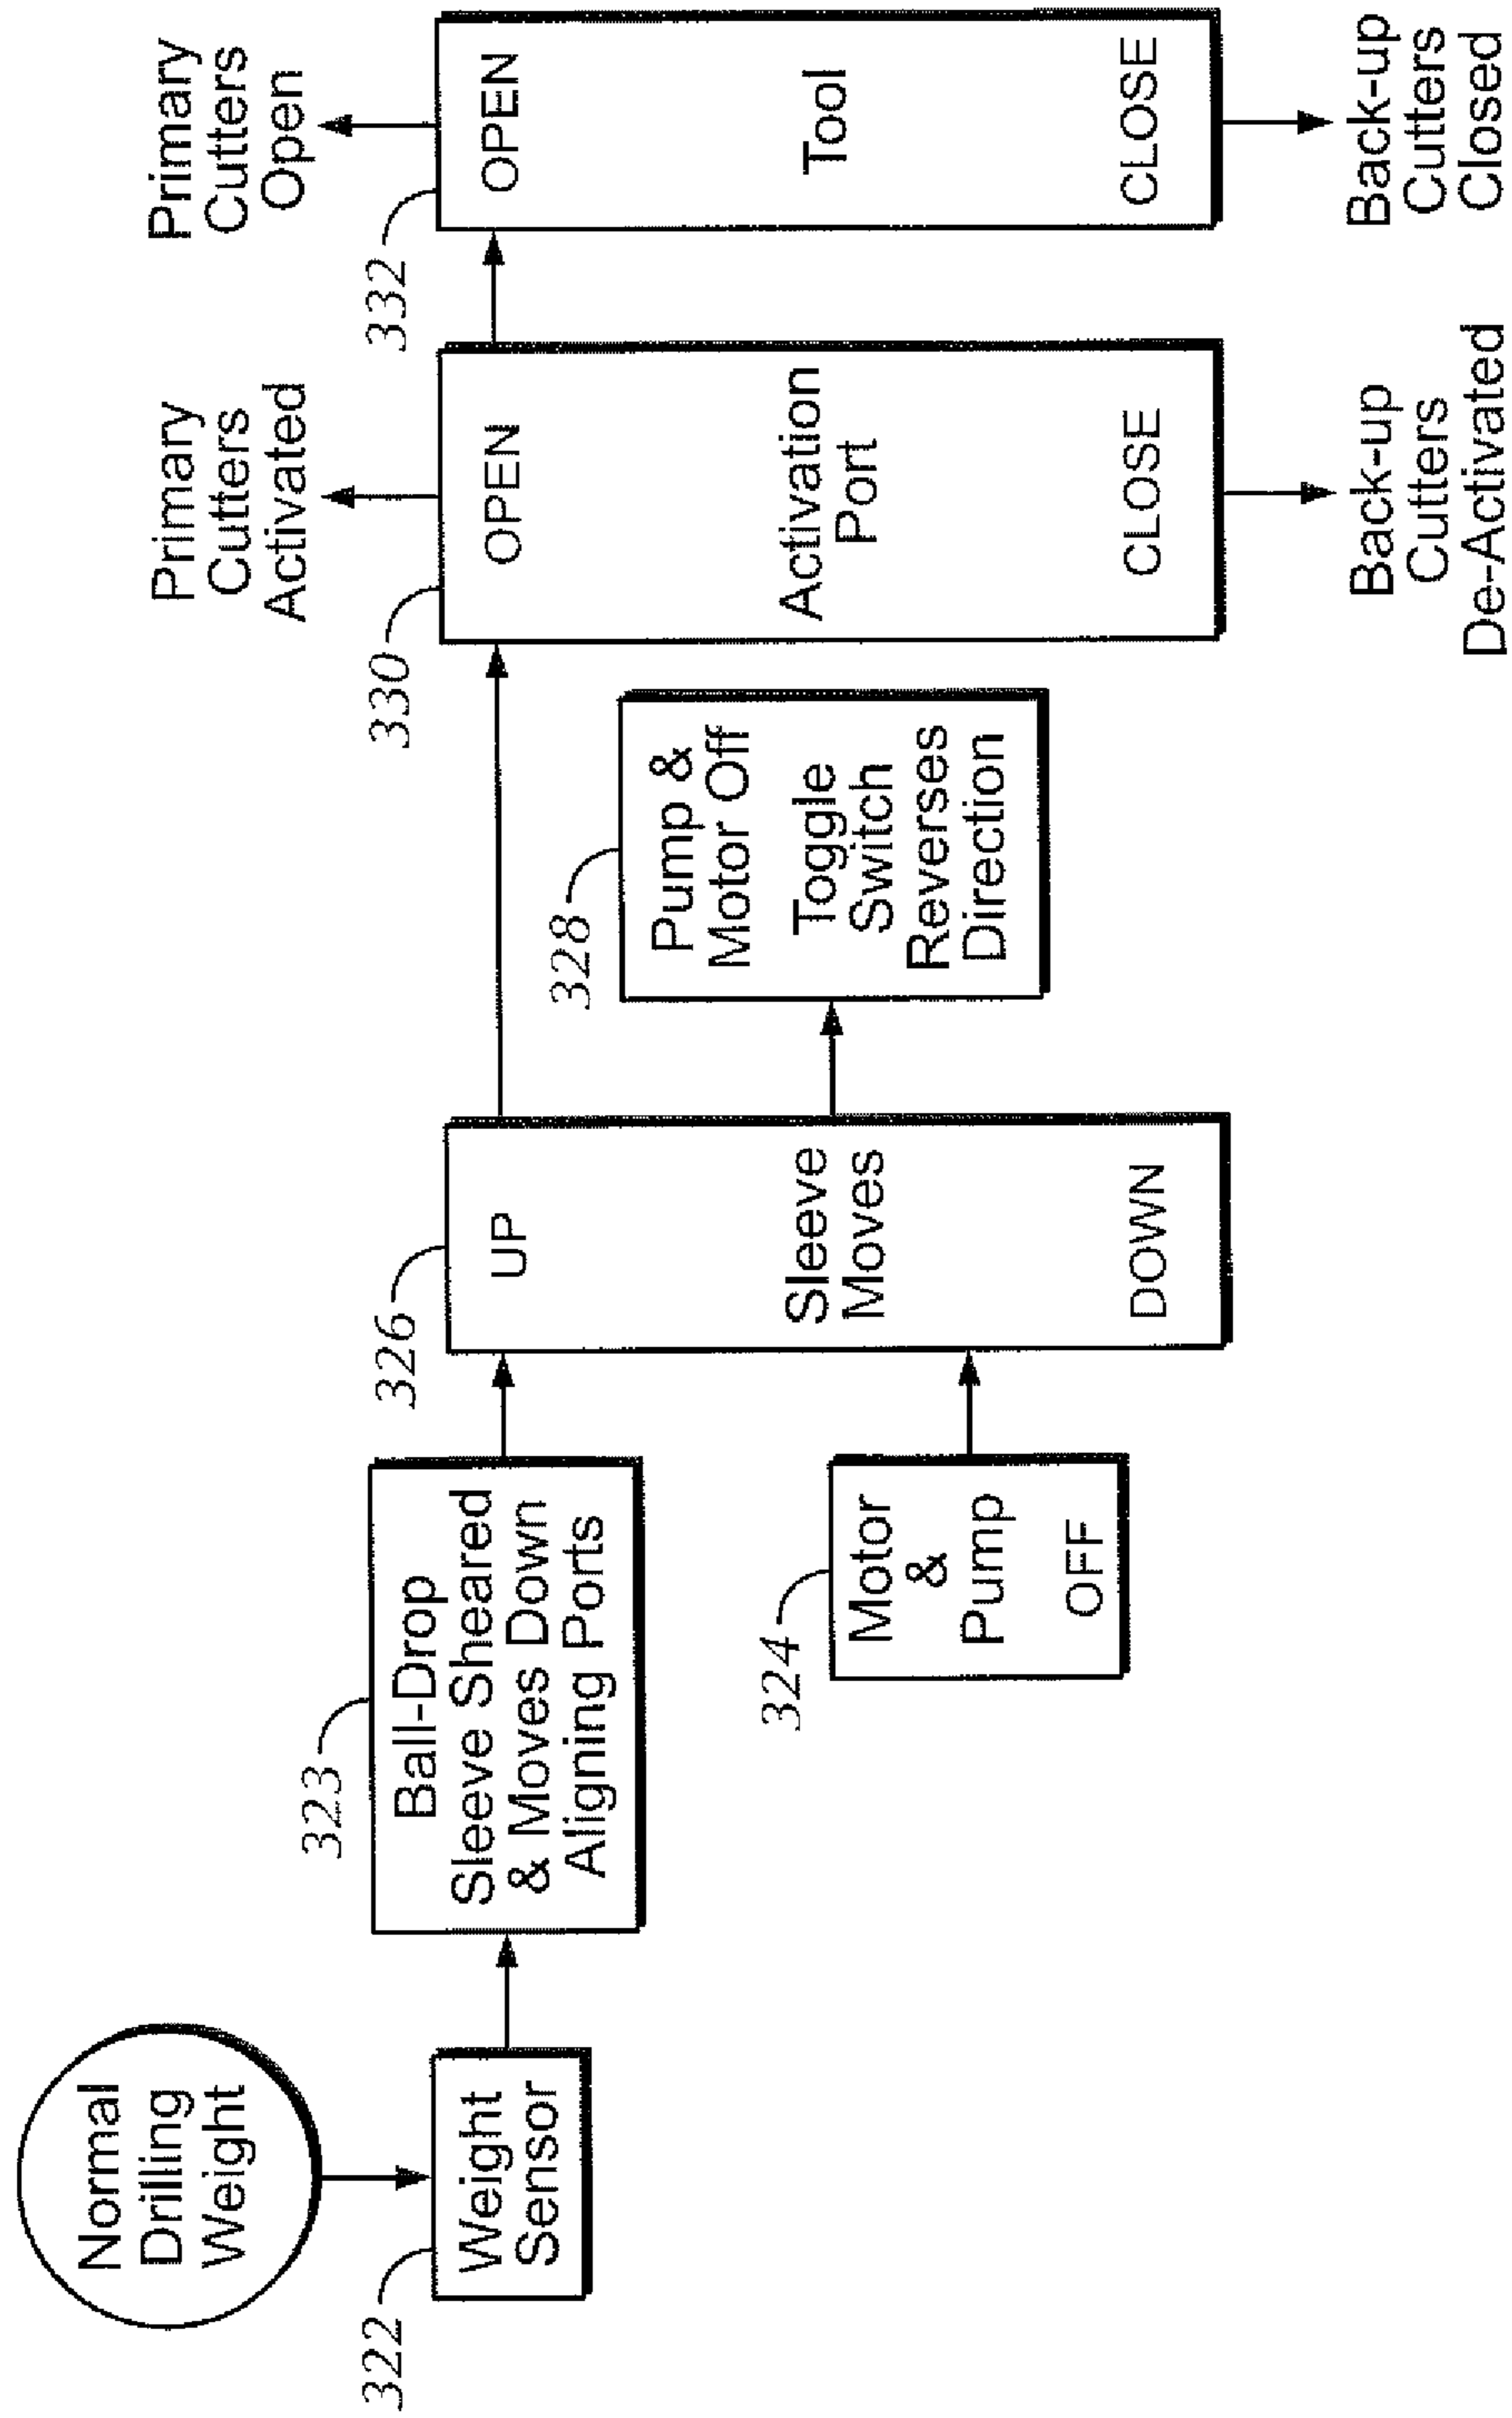 Normal
Drilling
Weight
322
Weight
Sensor
323
Ball-Drop
Sleeve Sheared
& Moves Down
Aligning Ports
324
Motor
&
Pump
OFF
326
UP
Sleeve
Moves
DOWN
328
Pump &
Motor Off
Toggle
Switch
Reverses
Direction
Primary
Cutters
Activated
330
OPEN
Activation
Port
CLOSE
Back-up
Cutters
De-Activated
Primary
Cutters
Open
332
OPEN
Tool
CLOSE
Back-up
Cutters
Closed